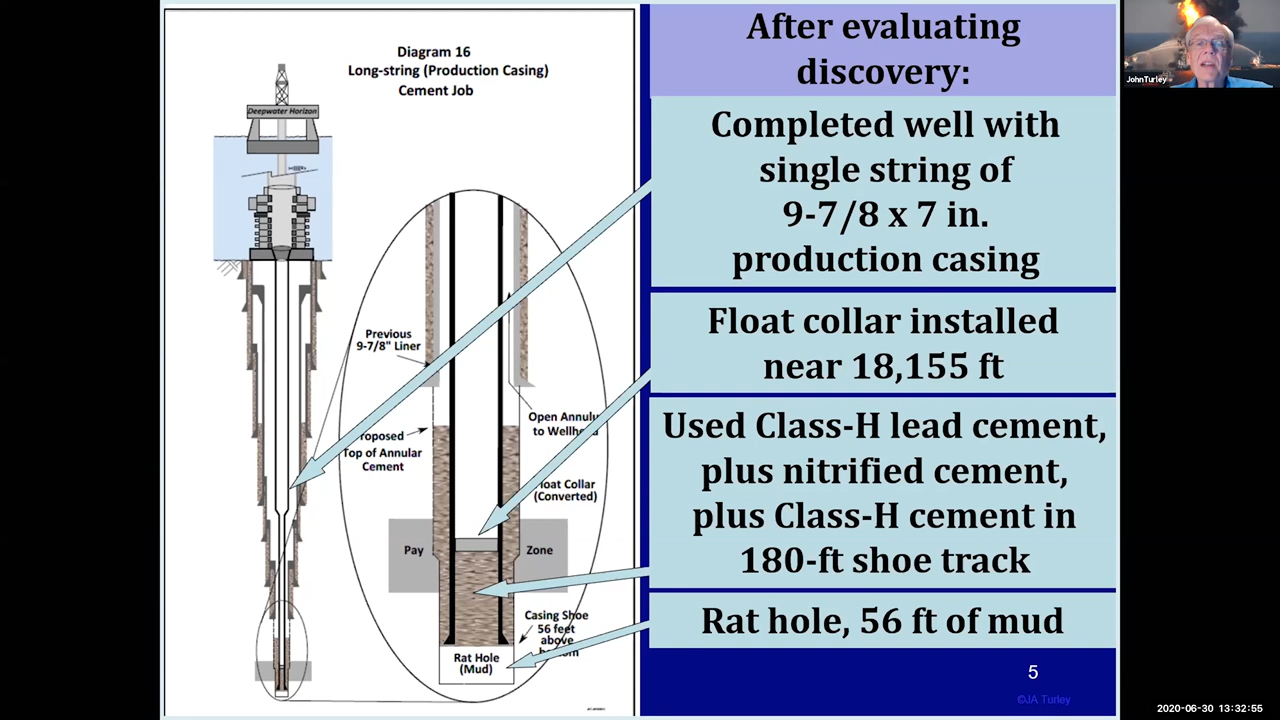 Diagram 16
Long-string (Production Casing)
Cement Job
Deepwater Horizon
Previous
9-7/8" Liner
Open Annulu
to Wellhe
Proposed
Top of Annular
Cement
Float Collar
(Converted)
Pay
Zone
Casing Shoe
56 feet
above
bottom
Rat Hole
(Mud)
After evaluating
discovery:
Completed well with
single string of
9-7/8 x 7 in.
production casing
Float collar installed
near 18,155 ft
Used Class-H lead cement,
plus nitrified cement,
plus Class-H cement in
180-ft shoe track
Rat hole, 56 ft of mud
5
©JA Turley
JohnTurley
2020-06-30 13:32:55